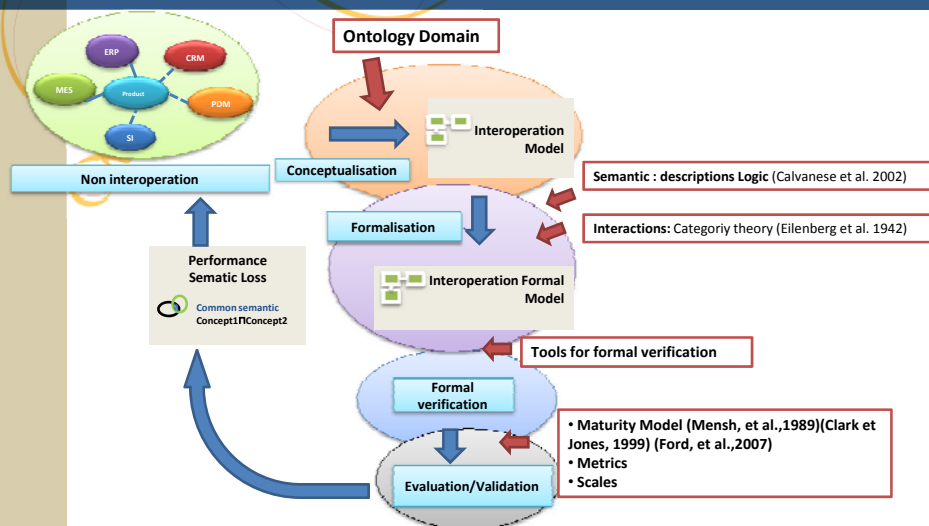 Ontology Domain
ERP
CRM
MES
Product
PDM
SI
Non interoperation
Conceptualisation
Interoperation
Model
Semantic : descriptions Logic (Calvanese et al. 2002)
Formalisation
Interactions: Categoriy theory (Eilenberg et al. 1942)
Performance
Sematic Loss
Common semantic
Concept1⊓Concept2
Interoperation Formal
Model
Tools for formal verification
Formal
verification
• Maturity Model (Mensh, et al.,1989)(Clark et
Jones, 1999) (Ford, et al.,2007)
• Metrics
• Scales
Evaluation/Validation